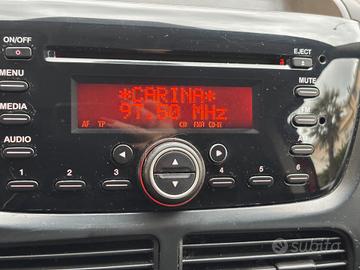 ON/OFF
EJECT
*CARINA*
97.50 MHz
MENU
MUTE
MEDIA
AF TP
AUDIO
1 2 3 4 5 6
subito